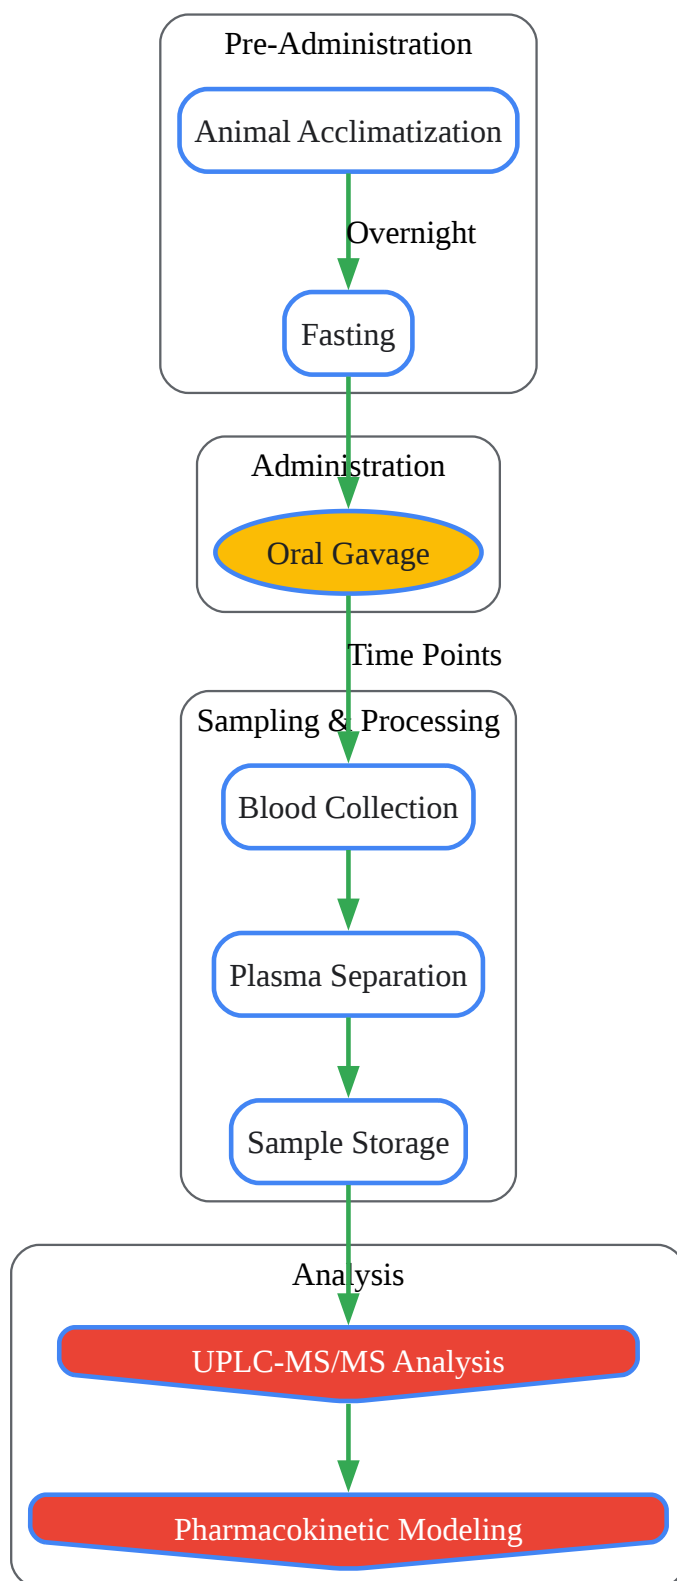 Pre-Administration
Animal Acclimatization
Overnight
Fasting
Administration
Oral Gavage
Time Points
Sampling & Processing
Blood Collection
Plasma Separation
Sample Storage
Analysis
UPLC-MS/MS Analysis
Pharmacokinetic Modeling